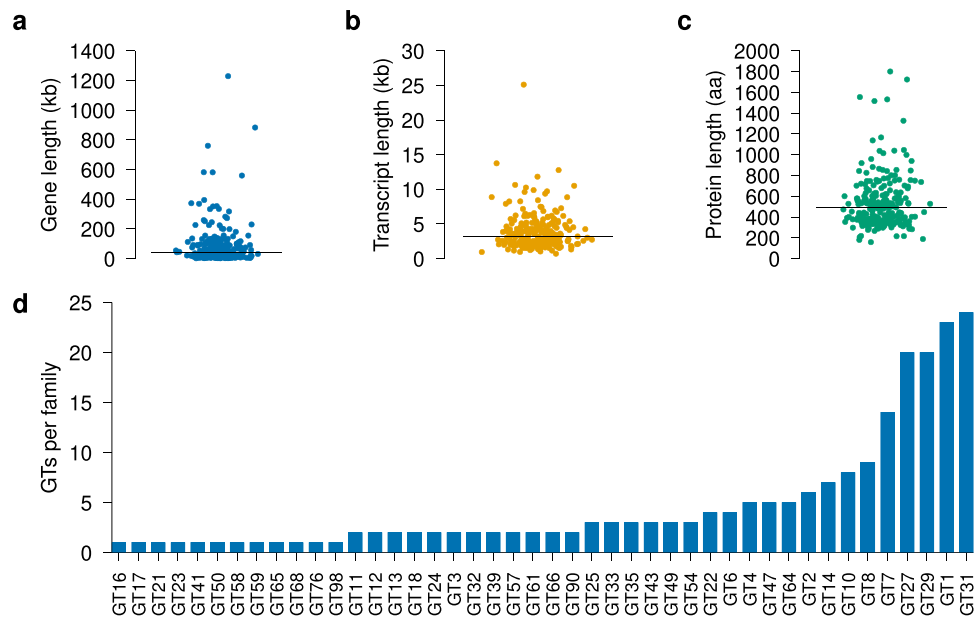 a
Gene length (kb)
1400
1200
1000
800
600
400
200
0
b
Transcript length (kb)
30
25
20
15
10
5
0
c
Protein length (aa)
2000
1800
1600
1400
1200
1000
800
600
400
200
0
d
GTs per family
25
20
15
10
5
0
GT16
GT17
GT21
GT23
GT41
GT50
GT58
GT59
GT65
GT68
GT76
GT98
GT11
GT12
GT13
GT18
GT24
GT3
GT32
GT39
GT57
GT61
GT66
GT90
GT25
GT33
GT35
GT43
GT49
GT54
GT22
GT6
GT4
GT47
GT64
GT2
GT14
GT10
GT8
GT7
GT27
GT29
GT1
GT31